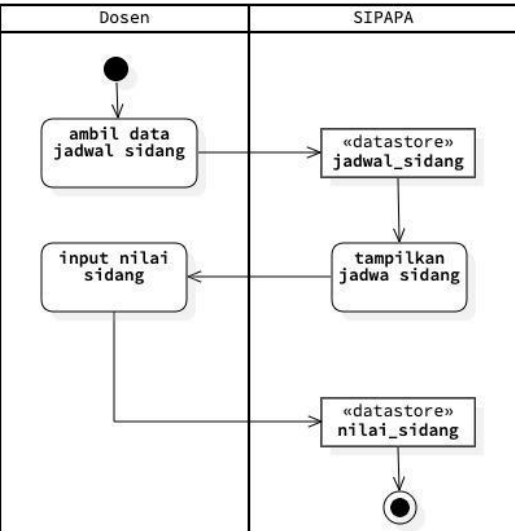 Dosen
SIPAPA
ambil data
jadwal sidang
«datastore»
jadwal_sidang
input nilai
sidang
tampilkan
jadwa sidang
«datastore»
nilai_sidang